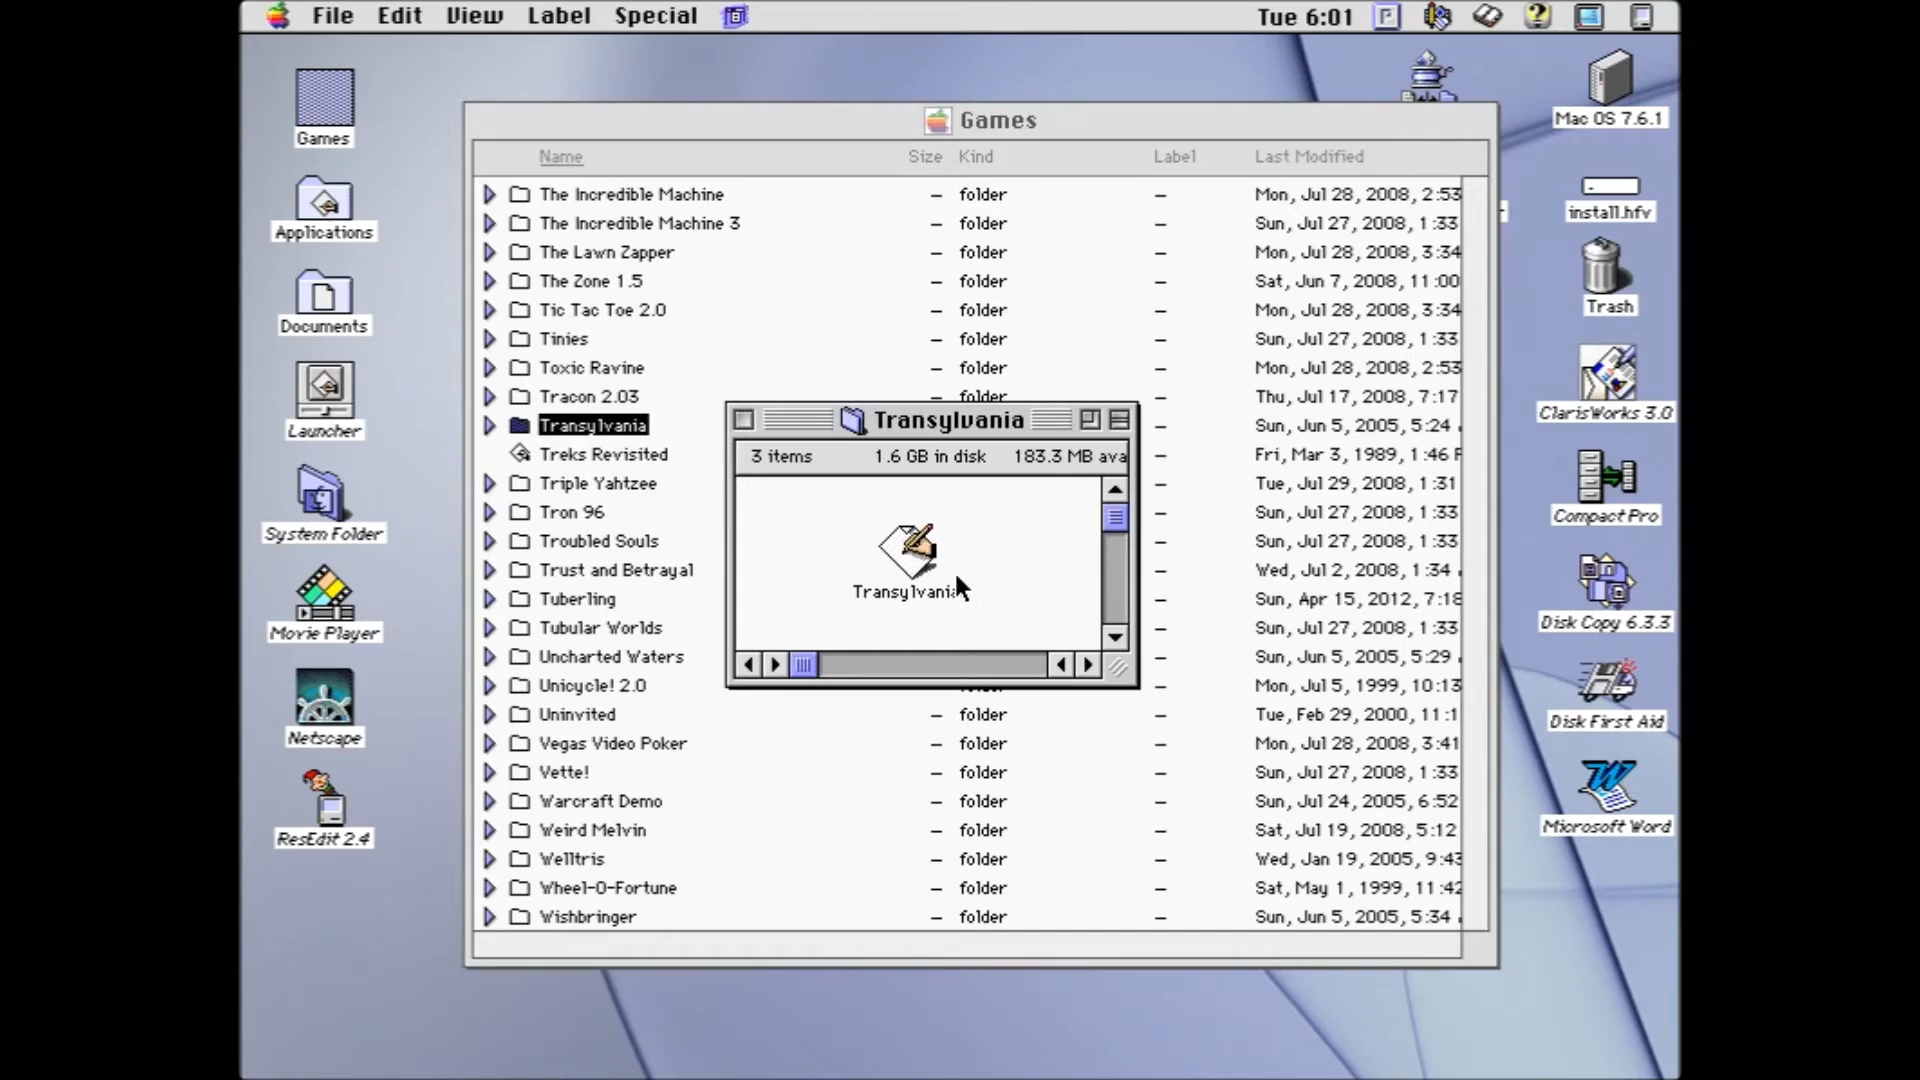 File Edit View Label Special Tue 6:01
Games
Applications
Documents
Launcher
System Folder
Movie Player
Netscape
ResEdit 2.4
Games
Name Size Kind Label Last Modified
The Incredible Machine – folder – Mon, Jul 28, 2008, 2:53
The Incredible Machine 3 – folder – Sun, Jul 27, 2008, 1:33
The Lawn Zapper – folder – Mon, Jul 28, 2008, 3:34
The Zone 1.5 – folder – Sat, Jun 7, 2008, 11:00
Tic Tac Toe 2.0 – folder – Mon, Jul 28, 2008, 3:34
Tinies – folder – Sun, Jul 27, 2008, 1:33
Toxic Ravine – folder – Mon, Jul 28, 2008, 2:53
Tracon 2.03 – folder – Thu, Jul 17, 2008, 7:17
Transylvania – Sun, Jun 5, 2005, 5:24
Treks Revisited – Fri, Mar 3, 1989, 1:46
Triple Yahtzee – Tue, Jul 29, 2008, 1:31
Tron 96 – Sun, Jul 27, 2008, 1:33
Troubled Souls – Sun, Jul 27, 2008, 1:33
Trust and Betrayal – Wed, Jul 2, 2008, 1:34
Tuberling – Sun, Apr 15, 2012, 7:18
Tubular Worlds – Sun, Jul 27, 2008, 1:33
Uncharted Waters – Sun, Jun 5, 2005, 5:29
Unicycle! 2.0 – Mon, Jul 5, 1999, 10:13
Uninvited – folder – Tue, Feb 29, 2000, 11:1
Vegas Video Poker – folder – Mon, Jul 28, 2008, 3:41
Vette! – folder – Sun, Jul 27, 2008, 1:33
Warcraft Demo – folder – Sun, Jul 24, 2005, 6:52
Weird Melvin – folder – Sat, Jul 19, 2008, 5:12
Welltris – folder – Wed, Jan 19, 2005, 9:43
Wheel-O-Fortune – folder – Sat, May 1, 1999, 11:42
Wishbringer – folder – Sun, Jun 5, 2005, 5:34
Transylvania
3 items 1.6 GB in disk 183.3 MB ava
Transylvania
Mac OS 7.6.1
install.hfv
Trash
ClarisWorks 3.0
Compact Pro
Disk Copy 6.3.3
Disk First Aid
Microsoft Word